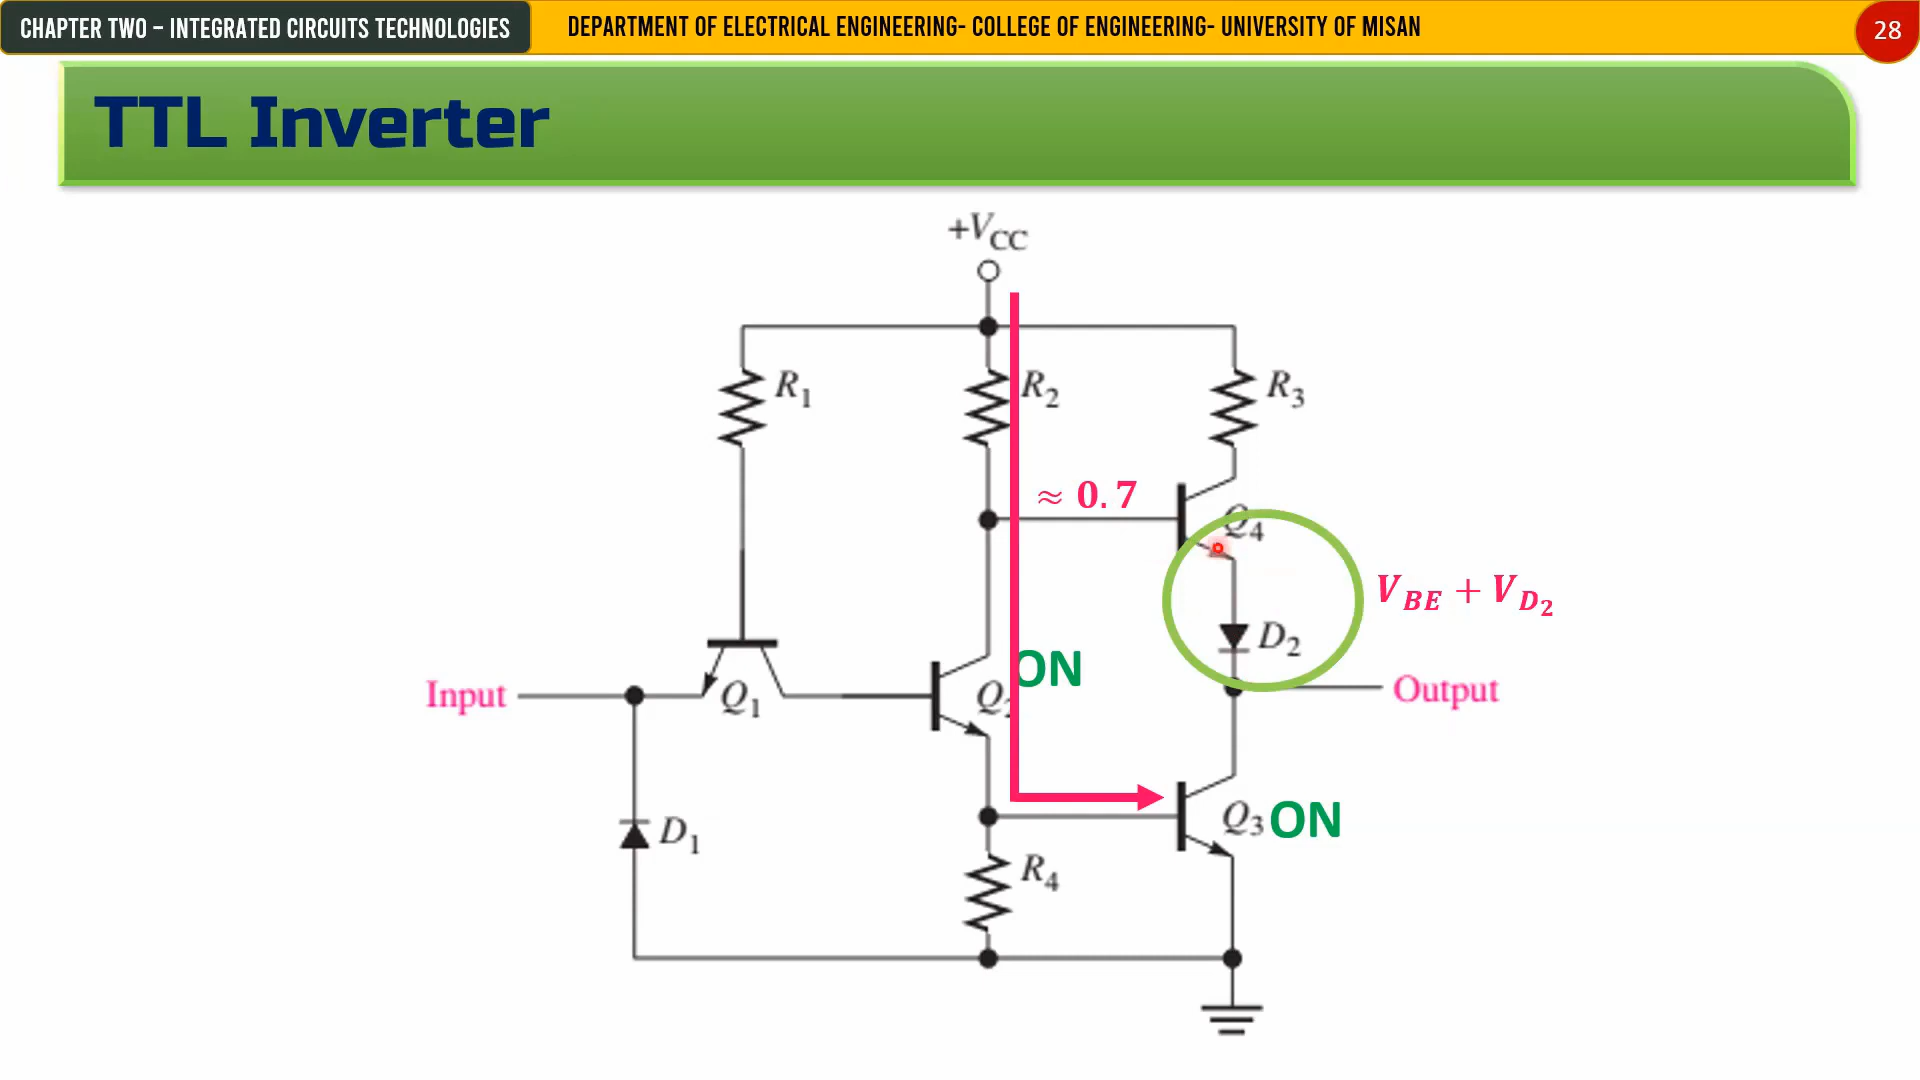 CHAPTER TWO – INTEGRATED CIRCUITS TECHNOLOGIES
DEPARTMENT OF ELECTRICAL ENGINEERING- COLLEGE OF ENGINEERING- UNIVERSITY OF MISAN
28
TTL Inverter
+VCC
R1
R2
R3
≈ 0.7
Q4
VBE + VD2
D2
ON
Input
Q1
Q2
Output
D1
Q3
ON
R4